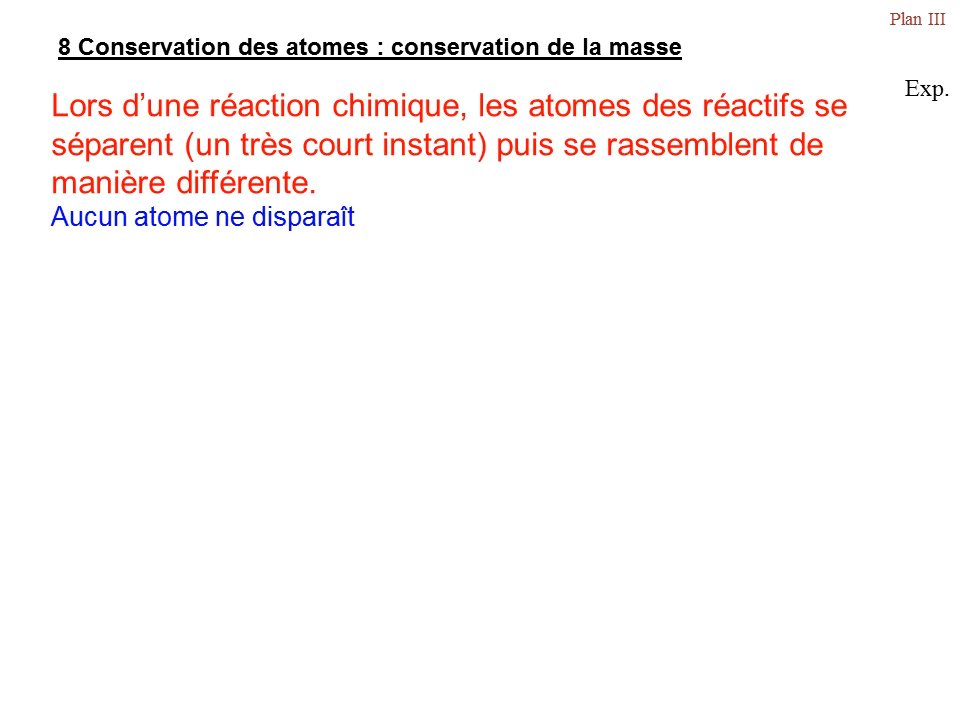 Plan III
8 Conservation des atomes : conservation de la masse
Exp.
Lors d’une réaction chimique, les atomes des réactifs se
séparent (un très court instant) puis se rassemblent de
manière différente.
Aucun atome ne disparaît